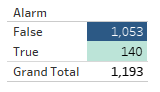 Alarm
False 1,053
True 140
Grand Total 1,193